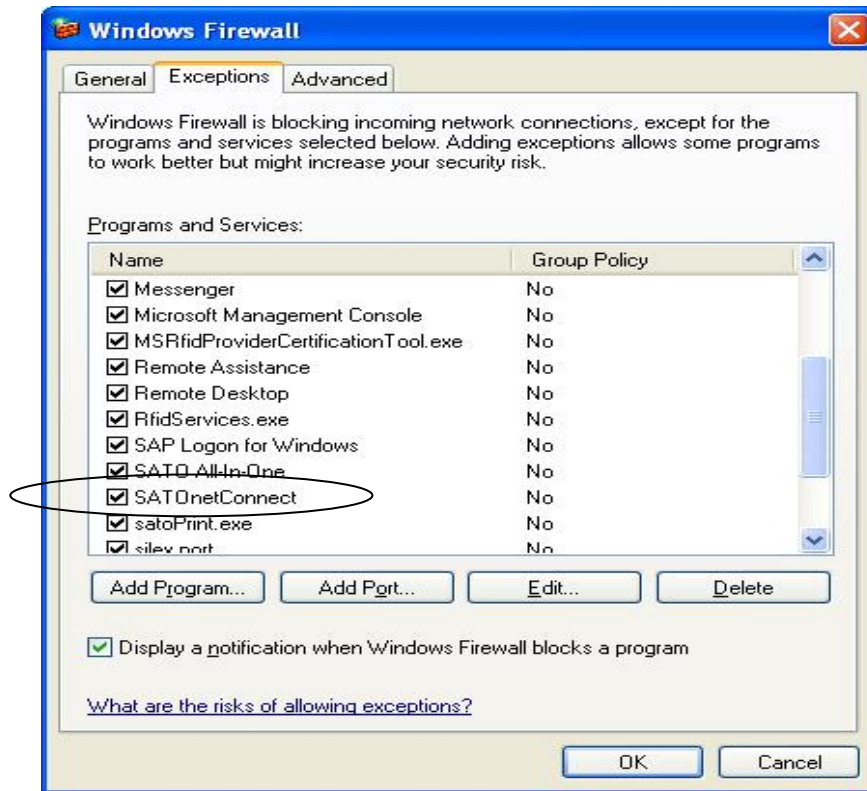 Windows Firewall
General Exceptions Advanced
Windows Firewall is blocking incoming network connections, except for the
programs and services selected below. Adding exceptions allows some programs
to work better but might increase your security risk.
Programs and Services:
Name Group Policy
Messenger No
Microsoft Management Console No
MSRfidProviderCertificationTool.exe No
Remote Assistance No
Remote Desktop No
RfidServices.exe No
SAP Logon for Windows No
SATO All-In-One No
SATOnetConnect No
satoPrint.exe No
silex port No
Add Program... Add Port... Edit... Delete
Display a notification when Windows Firewall blocks a program
What are the risks of allowing exceptions?
OK Cancel